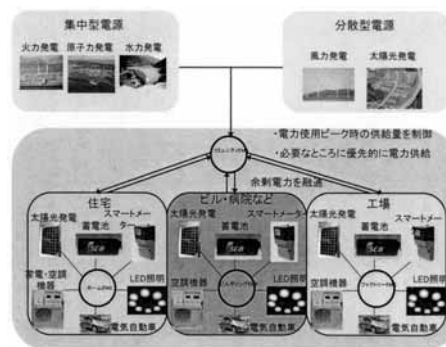 集中型電源
火力発電 原子力発電 水力発電
分散型電源
風力発電 太陽光発電
・電力使用ピーク時の供給量を制御
・必要なところに優先的に電力供給
余剰電力を融通
住宅
太陽光発電
蓄電池
スマートメー
ター
家電・空調
機器
LED照明
電気自動車
ビル・病院など
太陽光発電
スマートメーター
蓄電池
空調機器
LED照明
電気自動車
工場
太陽光発電
蓄電池
スマートメー
空調機器
LED照明
電気自動車